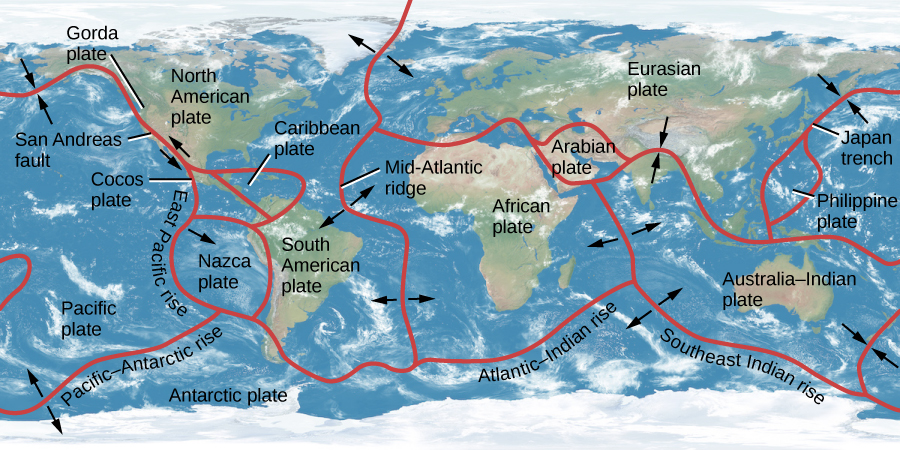 Gorda
plate
North
American
plate
Eurasian
plate
San Andreas
fault
Caribbean
plate
Arabian
plate
Japan
trench
Cocos
plate
Mid-Atlantic
ridge
African
plate
Philippine
plate
East Pacific rise
Nazca
plate
South
American
plate
Australia–Indian
plate
Pacific
plate
Pacific–Antarctic rise
Atlantic–Indian rise
Southeast Indian rise
Antarctic plate